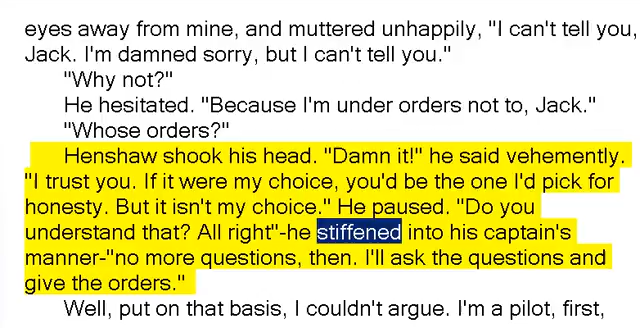 eyes away from mine, and muttered unhappily, "I can't tell you,
Jack. I'm damned sorry, but I can't tell you."
"Why not?"
He hesitated. "Because I'm under orders not to, Jack."
"Whose orders?"
Henshaw shook his head. "Damn it!" he said vehemently.
"I trust you. If it were my choice, you'd be the one I'd pick for
honesty. But it isn't my choice." He paused. "Do you
understand that? All right"-he stiffened into his captain's
manner-"no more questions, then. I'll ask the questions and
give the orders."
Well, put on that basis, I couldn't argue. I'm a pilot, first,